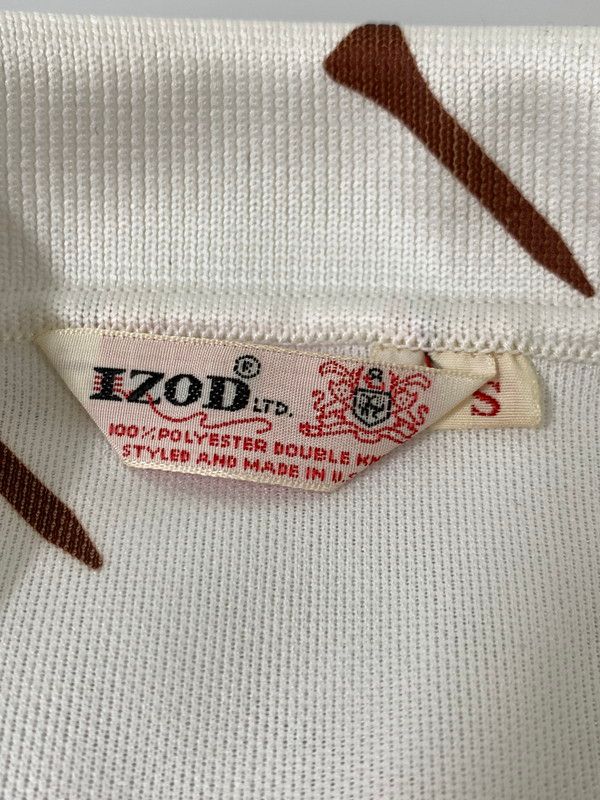 IZOD® LTD.
100% POLYESTER DOUBLE
STYLED AND MADE IN U.S
S